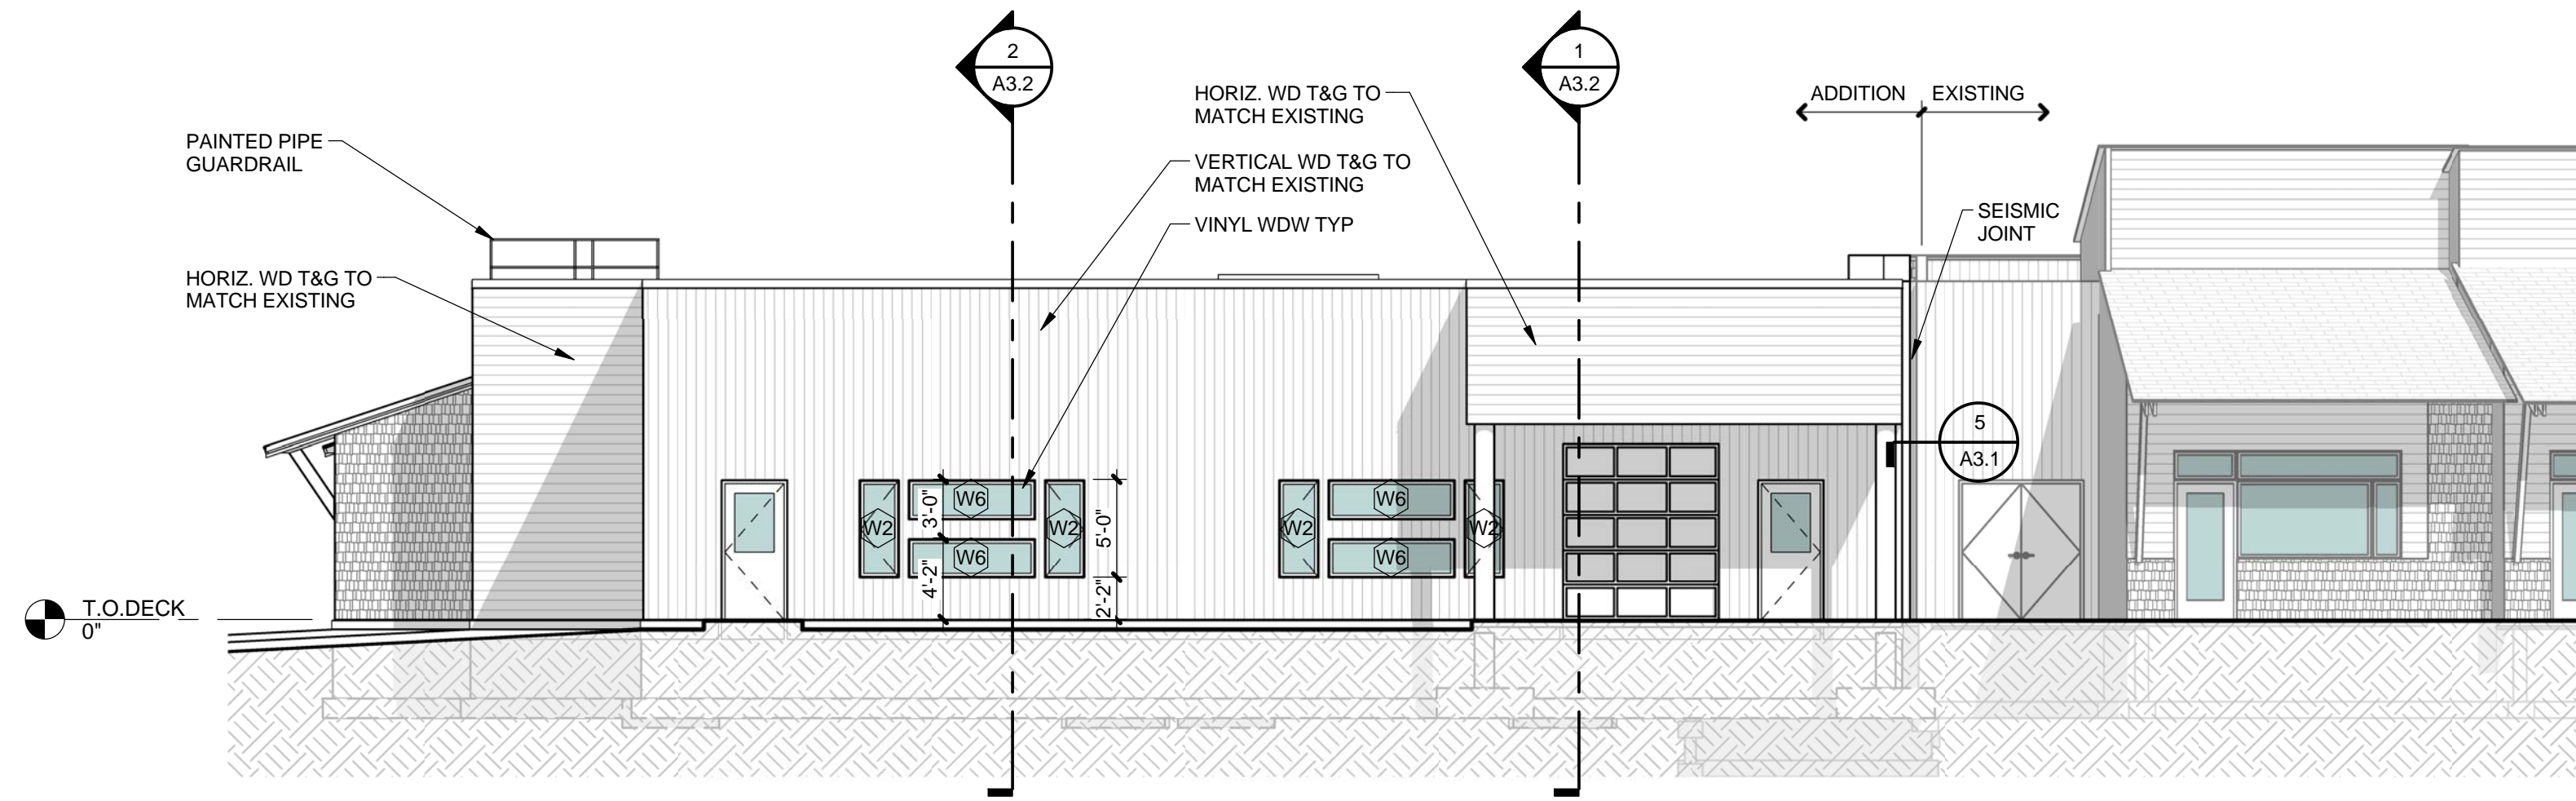 2
A3.2
1
A3.2
HORIZ. WD T&G TO
MATCH EXISTING
ADDITION
EXISTING
PAINTED PIPE
GUARDRAIL
VERTICAL WD T&G TO
MATCH EXISTING
VINYL WDW TYP
SEISMIC
JOINT
HORIZ. WD T&G TO
MATCH EXISTING
5
A3.1
W2
W6
W6
W2
3'-0"
4'-2"
5'-0"
2'-2"
W2
W6
W6
W2
T.O.DECK
0"